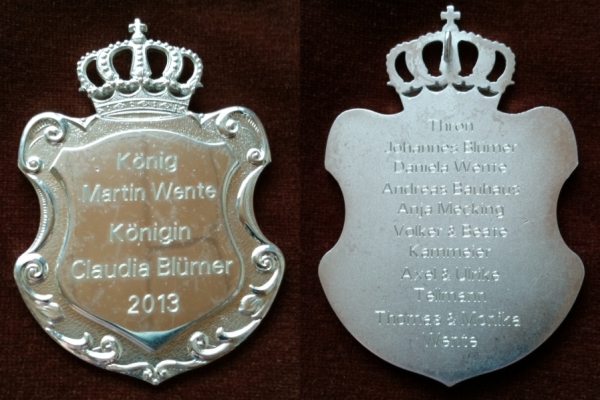 König
Martin Wente
Königin
Claudia Blümer
2013
Thron
Johannes Blümer
Daniela Wente
Andreas Bauhaus
Anja Mecking
Volker & Beate
Kammeier
Axel & Ulrike
Tellmann
Thomas & Monika
Wente